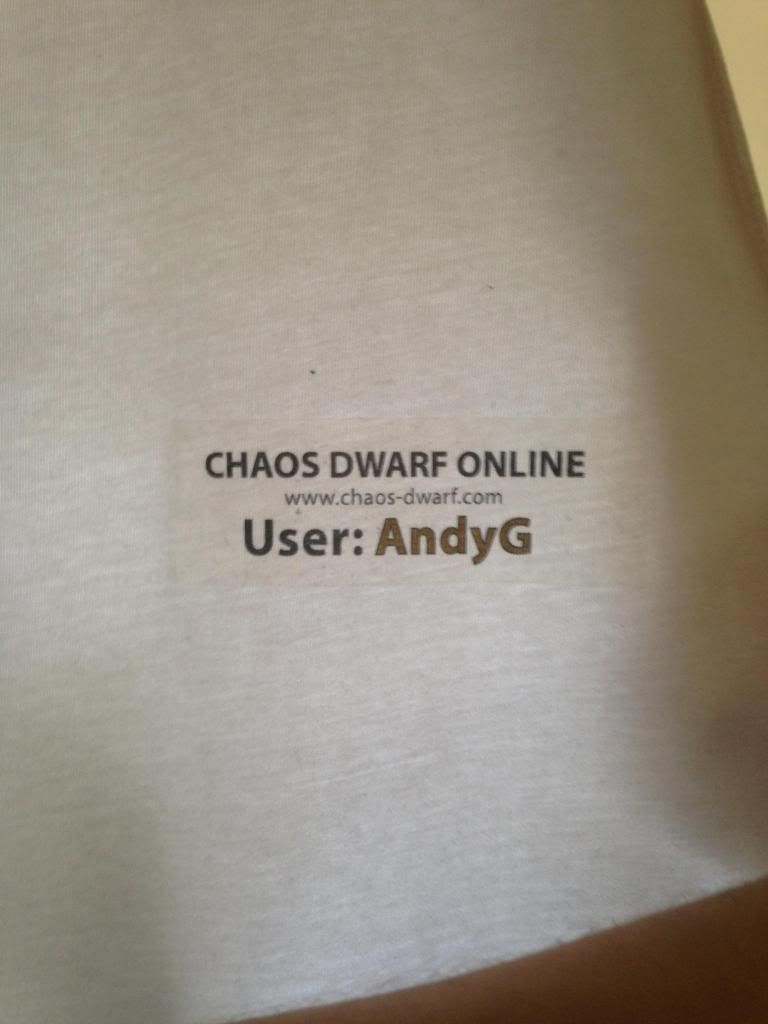 CHAOS DWARF ONLINE
www.chaos-dwarf.com
User: AndyG